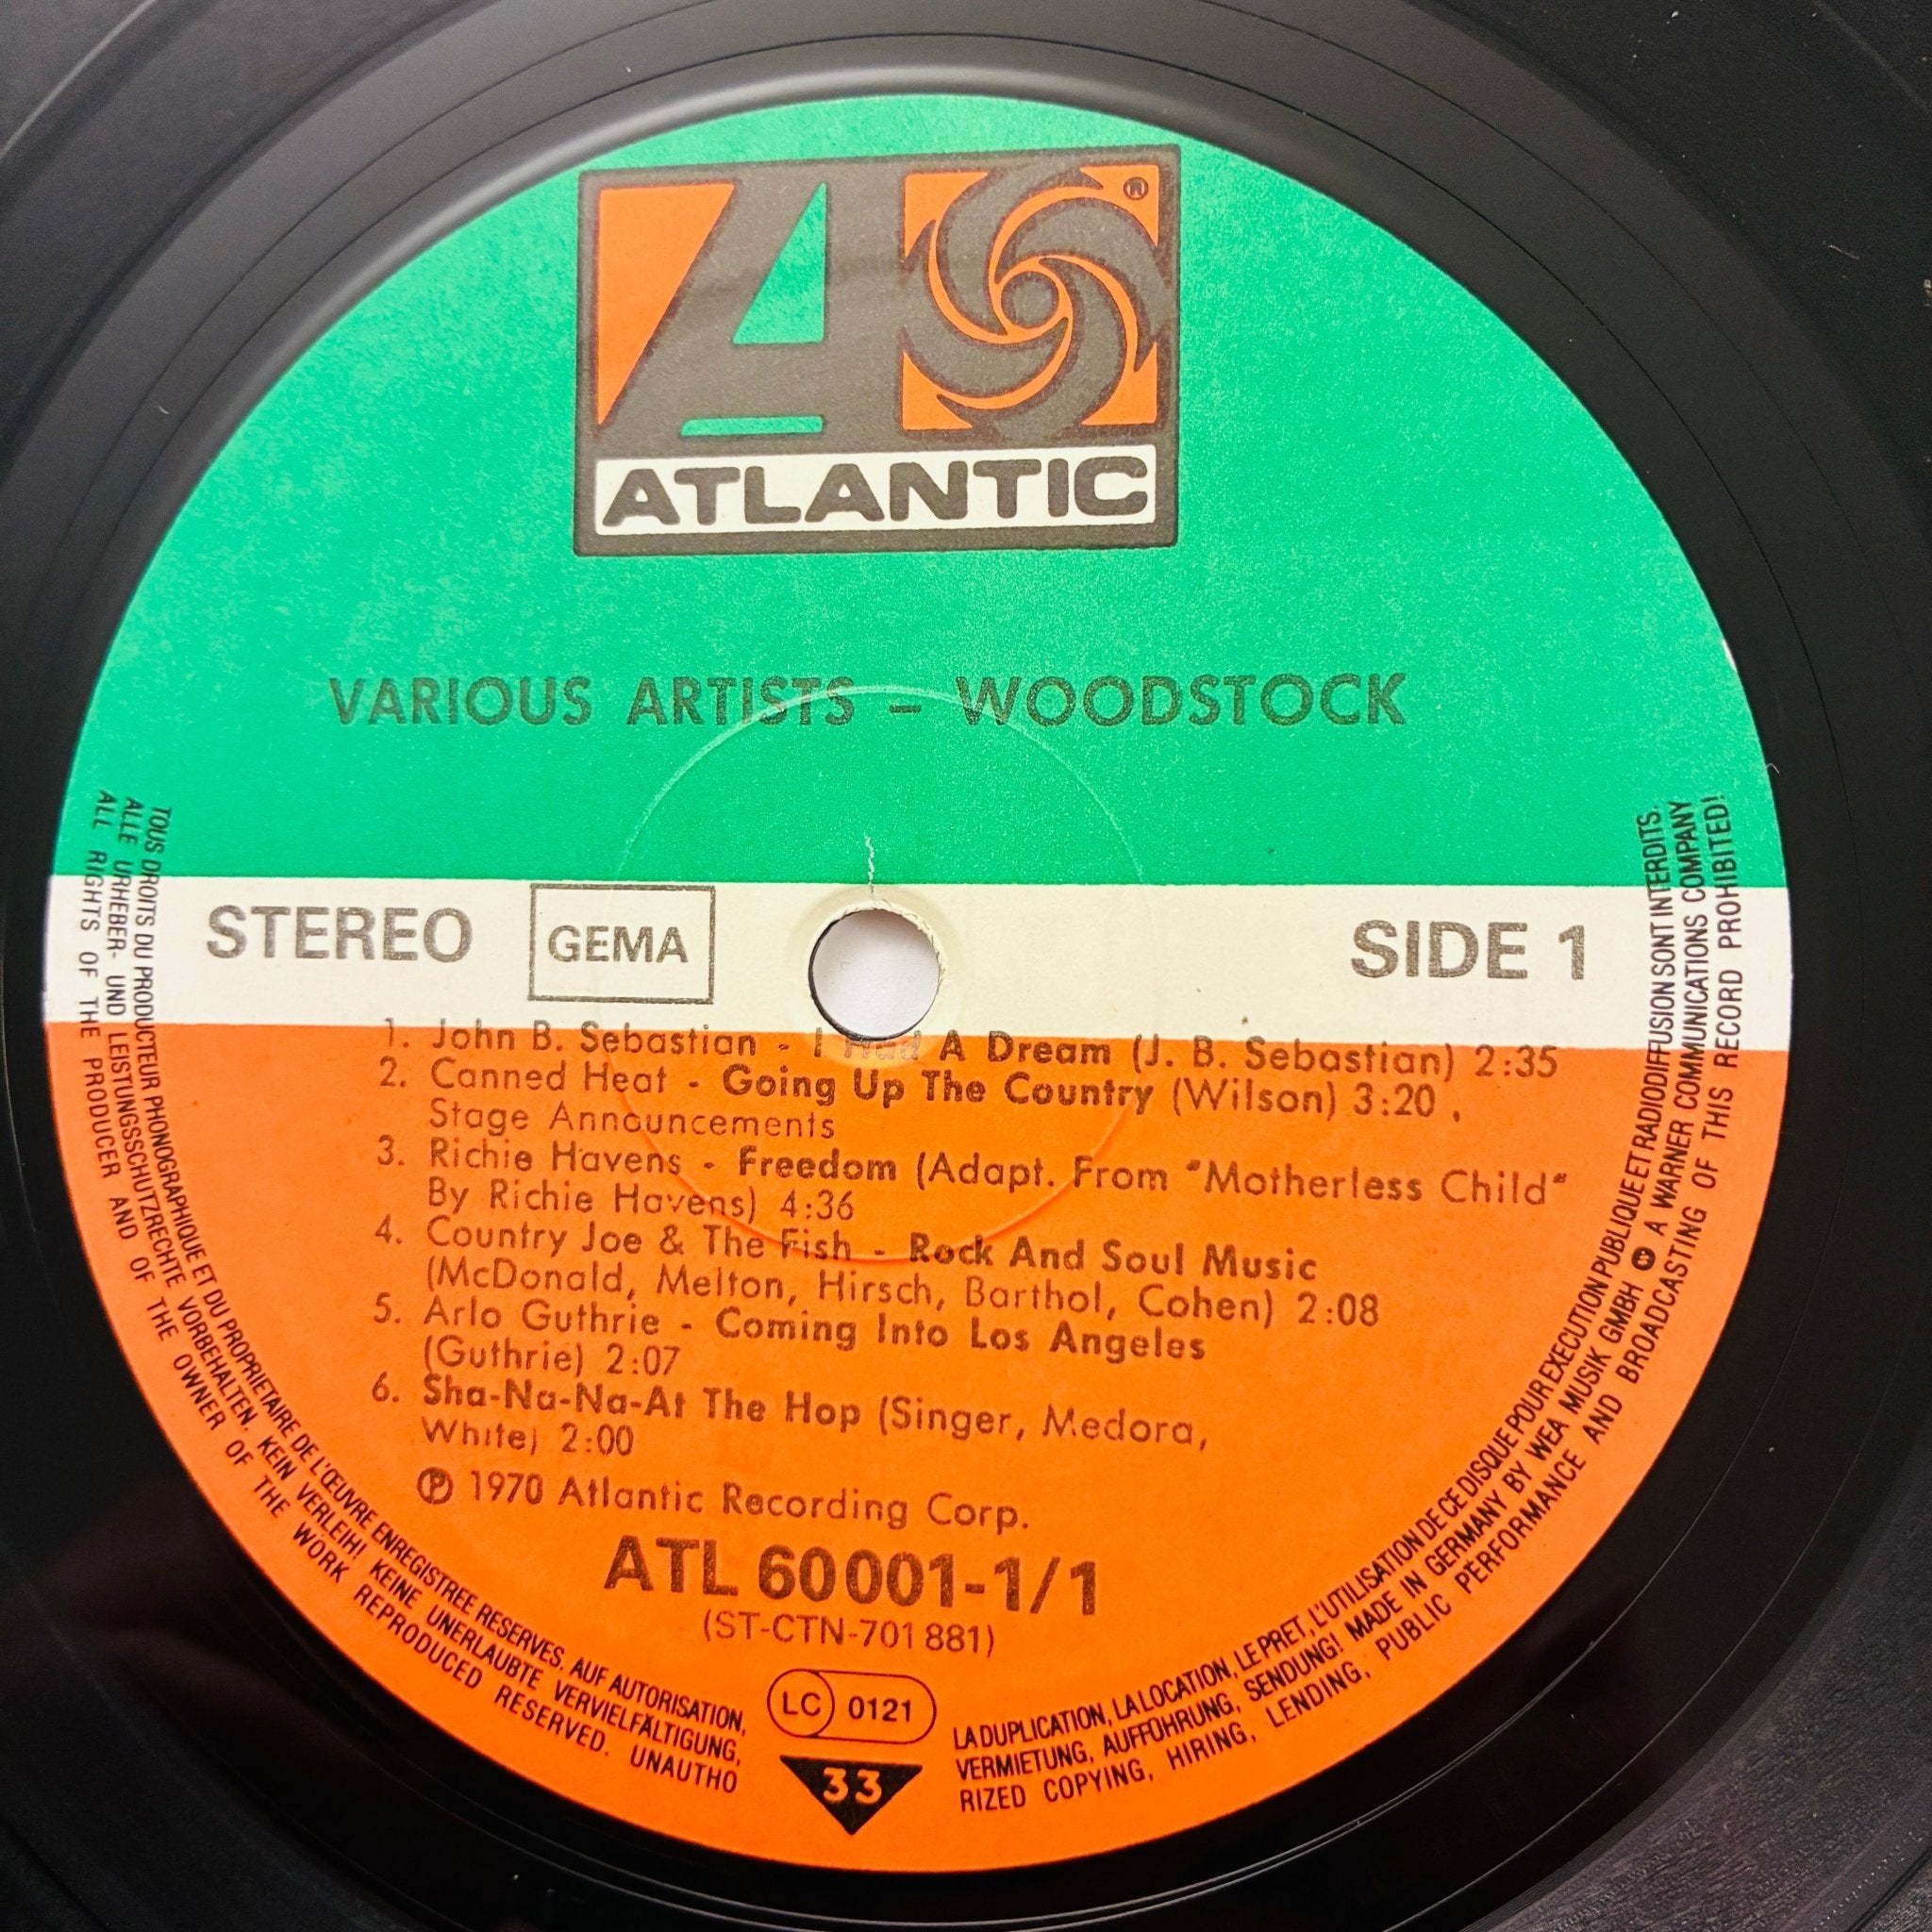 ATLANTIC
VARIOUS ARTISTS – WOODSTOCK
STEREO
GEMA
SIDE 1
1. John B. Sebastian - I Had A Dream (J. B. Sebastian) 2:35
2. Canned Heat - Going Up The Country (Wilson) 3:20,
Stage Announcements
3. Richie Havens - Freedom (Adapt. From "Motherless Child"
By Richie Havens) 4:36
4. Country Joe & The Fish - Rock And Soul Music
(McDonald, Melton, Hirsch, Barthol, Cohen) 2:08
5. Arlo Guthrie - Coming Into Los Angeles
(Guthrie) 2:07
6. Sha-Na-Na-At The Hop (Singer, Medora,
White) 2:00
℗ 1970 Atlantic Recording Corp.
ATL 60001-1/1
(ST-CTN-701 881)
LC 0121
33
TOUS DROITS DU PRODUCTEUR PHONOGRAPHIQUE ET DU PROPRIETAIRE DE L'ŒUVRE ENREGISTREE RESERVES. AUF AUTORISATION,
ALLE URHEBER- UND LEISTUNGSSCHUTZRECHTE VORBEHALTEN. KEIN VERLEIH! KEINE UNERLAUBTE VERVIELFÄLTIGUNG,
ALL RIGHTS OF THE PRODUCER AND OF THE OWNER OF THE WORK REPRODUCED RESERVED. UNAUTHO
LA DUPLICATION, LA LOCATION, LE PRET, L'UTILISATION DE CE DISQUE POUR EXECUTION PUBLIQUE ET RADIODIFFUSION SONT INTERDITS.
VERMIETUNG, AUFFÜHRUNG, SENDUNG! MADE IN GERMANY BY WEA MUSIK GMBH A WARNER COMMUNICATIONS COMPANY
RIZED COPYING, HIRING, LENDING, PUBLIC PERFORMANCE AND BROADCASTING OF THIS RECORD PROHIBITED!